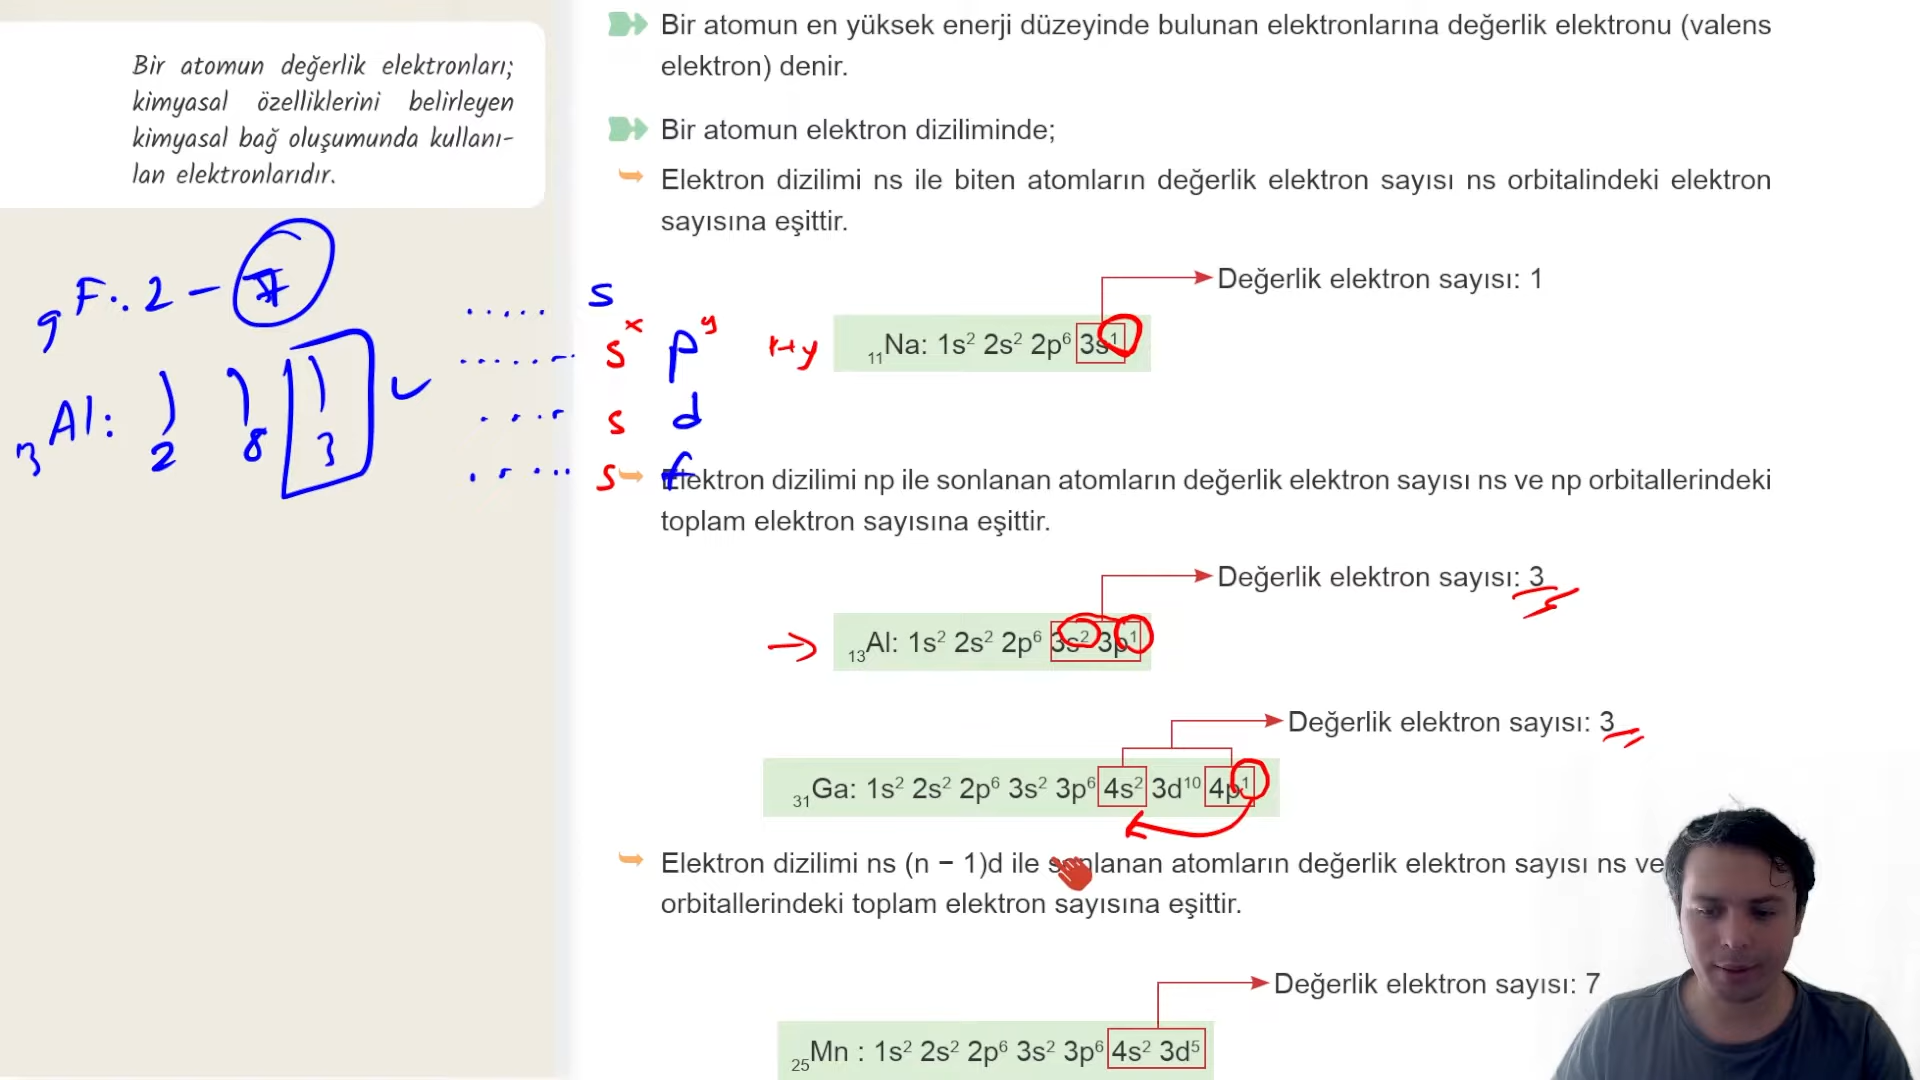 Bir atomun değerlik elektronları;
kimyasal özelliklerini belirleyen
kimyasal bağ oluşumunda kullanı-
lan elektronlarıdır.
Bir atomun en yüksek enerji düzeyinde bulunan elektronlarına değerlik elektronu (valens
elektron) denir.
Bir atomun elektron diziliminde;
Elektron dizilimi ns ile biten atomların değerlik elektron sayısı ns orbitalindeki elektron
sayısına eşittir.
Değerlik elektron sayısı: 1
₁₁Na: 1s² 2s² 2p⁶ 3s¹
₉F: 2 –
Al:
2 8 3
..... s
...... sˣ pʸ
.... s d
..... s f
Elektron dizilimi np ile sonlanan atomların değerlik elektron sayısı ns ve np orbitallerindeki
toplam elektron sayısına eşittir.
Değerlik elektron sayısı: 3
₁₃Al: 1s² 2s² 2p⁶ 3s² 3p¹
Değerlik elektron sayısı: 3
₃₁Ga: 1s² 2s² 2p⁶ 3s² 3p⁶ 4s² 3d¹⁰ 4p¹
Elektron dizilimi ns (n − 1)d ile sonlanan atomların değerlik elektron sayısı ns ve
orbitallerindeki toplam elektron sayısına eşittir.
Değerlik elektron sayısı: 7
₂₅Mn : 1s² 2s² 2p⁶ 3s² 3p⁶ 4s² 3d⁵